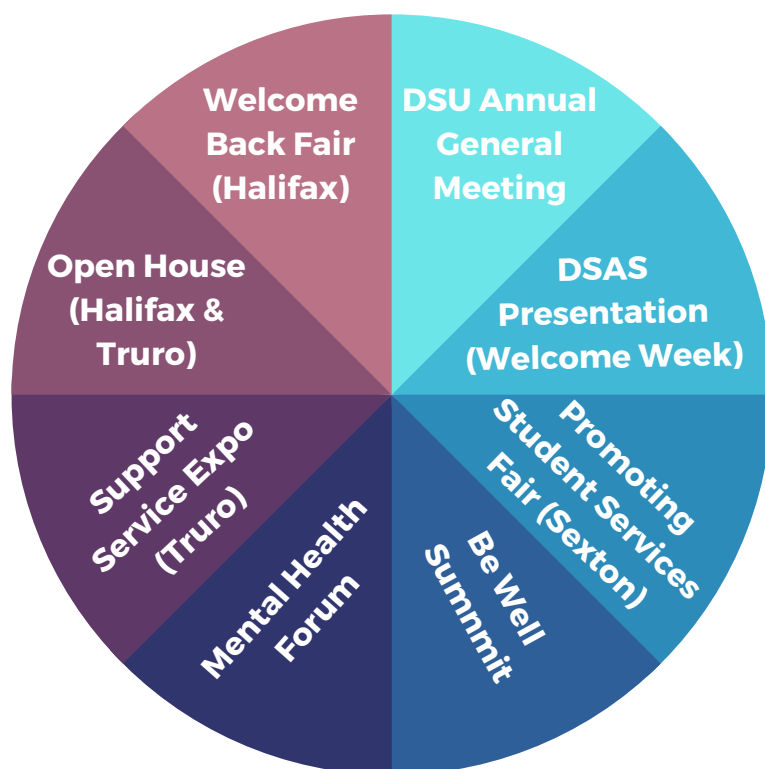 Welcome
Back Fair
(Halifax)
DSU Annual
General
Meeting
DSAS
Presentation
(Welcome Week)
Promoting
Student Services
Fair (Sexton)
Be Well
Sumnmit
Mental Health
Forum
Support
Service Expo
(Truro)
Open House
(Halifax &
Truro)